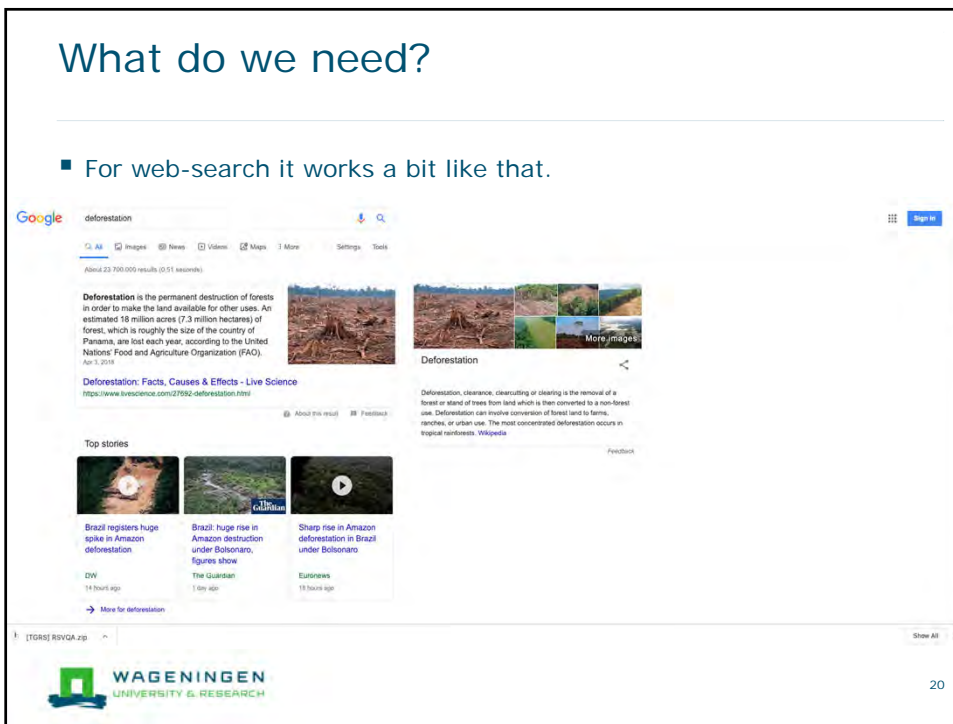 What do we need?
For web-search it works a bit like that.
Google
deforestation
Sign in
All Images News Videos Maps More Settings Tools
About 23 700 000 results (0.51 seconds)
Deforestation is the permanent destruction of forests
in order to make the land available for other uses. An
estimated 18 million acres (7.3 million hectares) of
forest, which is roughly the size of the country of
Panama, are lost each year, according to the United
Nations' Food and Agriculture Organization (FAO).
Apr 3, 2018
Deforestation: Facts, Causes & Effects - Live Science
https://www.livescience.com/27692-deforestation.html
About this result Feedback
More images
Deforestation
Deforestation, clearance, clearcutting or clearing is the removal of a
forest or stand of trees from land which is then converted to a non-forest
use. Deforestation can involve conversion of forest land to farms,
ranches, or urban use. The most concentrated deforestation occurs in
tropical rainforests. Wikipedia
Feedback
Top stories
The
Guardian
Brazil registers huge
spike in Amazon
deforestation
DW
14 hours ago
Brazil: huge rise in
Amazon destruction
under Bolsonaro,
figures show
The Guardian
1 day ago
Sharp rise in Amazon
deforestation in Brazil
under Bolsonaro
Euronews
18 hours ago
More for deforestation
[TGRS] RSVQA.zip
Show All
WAGENINGEN
UNIVERSITY & RESEARCH
20